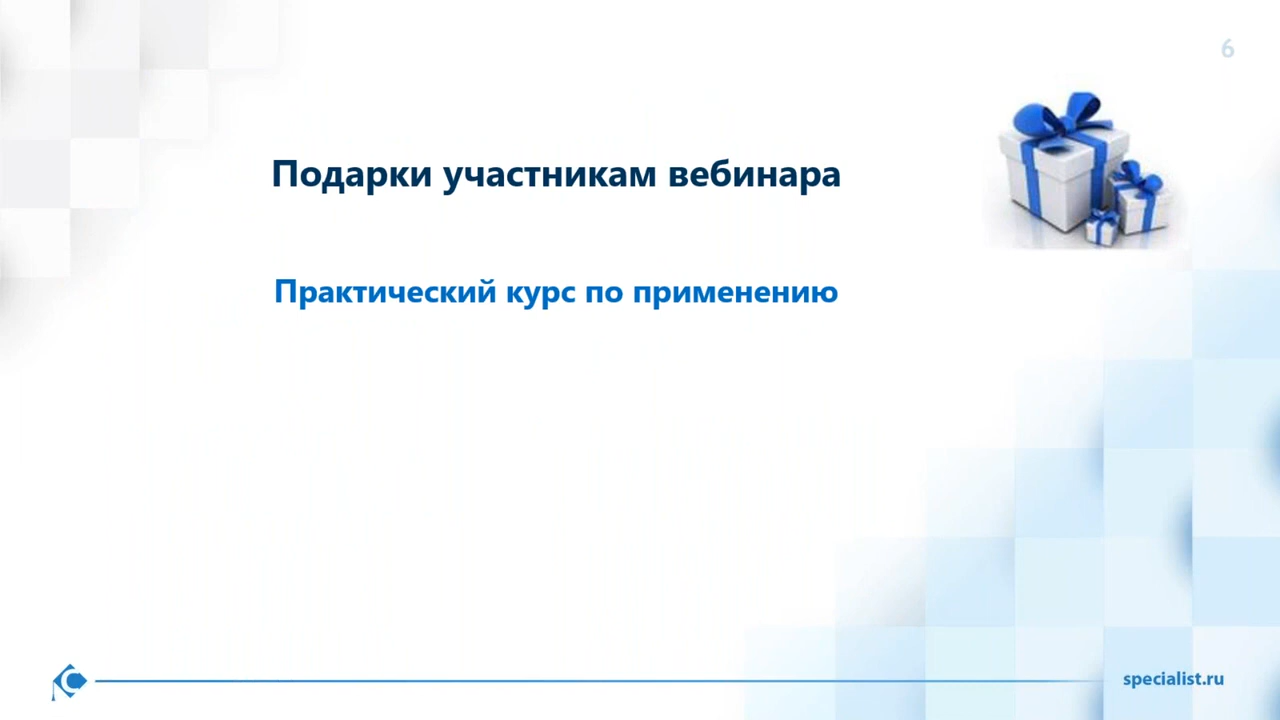 6
Подарки участникам вебинара
Практический курс по применению
specialist.ru